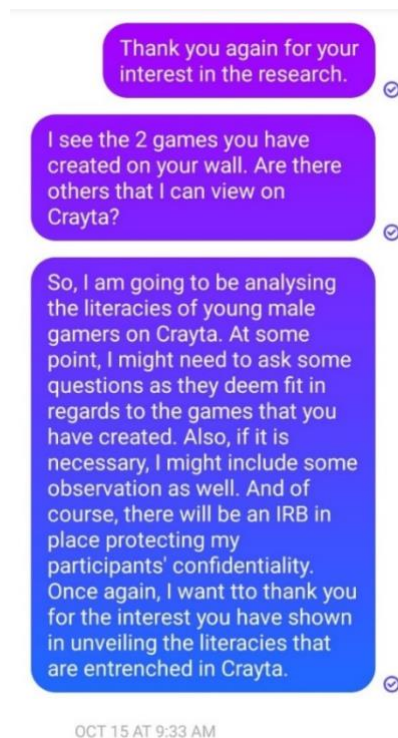 Thank you again for your
interest in the research.
I see the 2 games you have
created on your wall. Are there
others that I can view on
Crayta?
So, I am going to be analysing
the literacies of young male
gamers on Crayta. At some
point, I might need to ask some
questions as they deem fit in
regards to the games that you
have created. Also, if it is
necessary, I might include some
observation as well. And of
course, there will be an IRB in
place protecting my
participants' confidentiality.
Once again, I want tto thank you
for the interest you have shown
in unveiling the literacies that
are entrenched in Crayta.
OCT 15 AT 9:33 AM